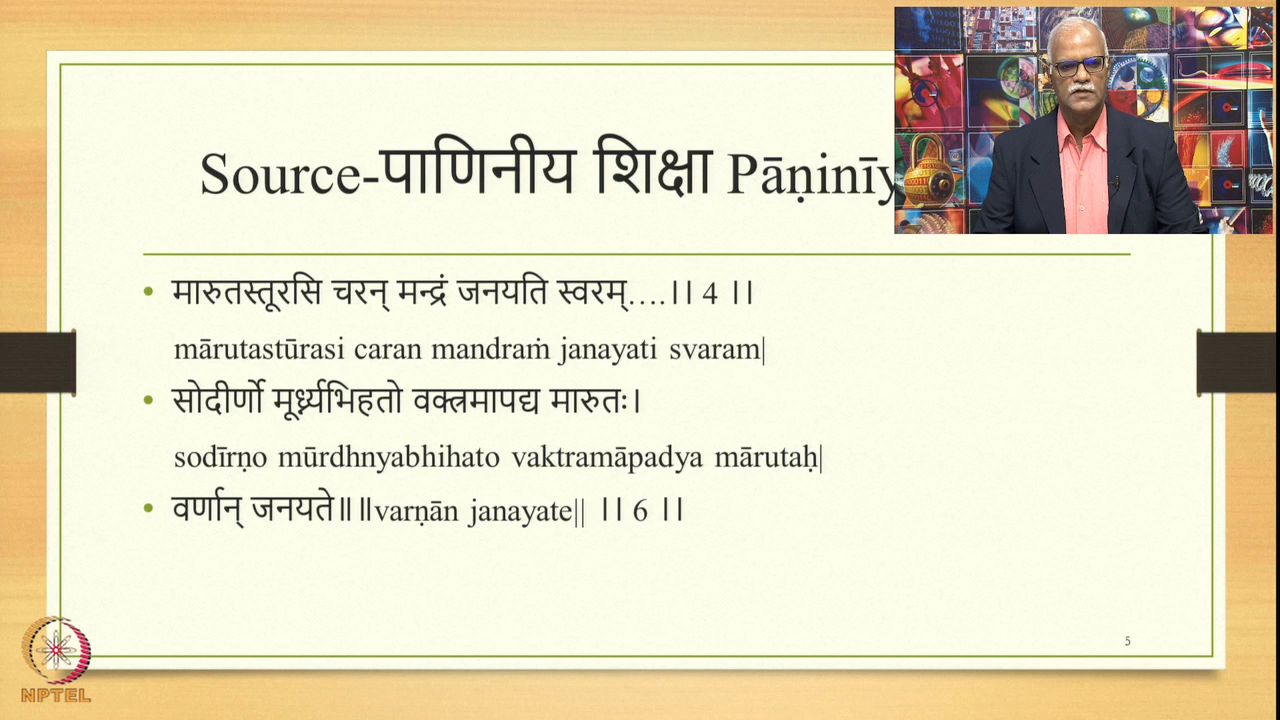 Source-पाणिनीय शिक्षा Pāṇinīy
मारुतस्तूरसि चरन् मन्द्रं जनयति स्वरम्….।। 4 ।।
mārutastūrasi caran mandraṁ janayati svaram|
सोदीर्णो मूर्ध्न्यभिहतो वक्त्रमापद्य मारुतः।
sodīrṇo mūrdhnyabhihato vaktramāpadya mārutaḥ|
वर्णान् जनयते॥ ॥varṇān janayate|| ।। 6 ।।
5
NPTEL